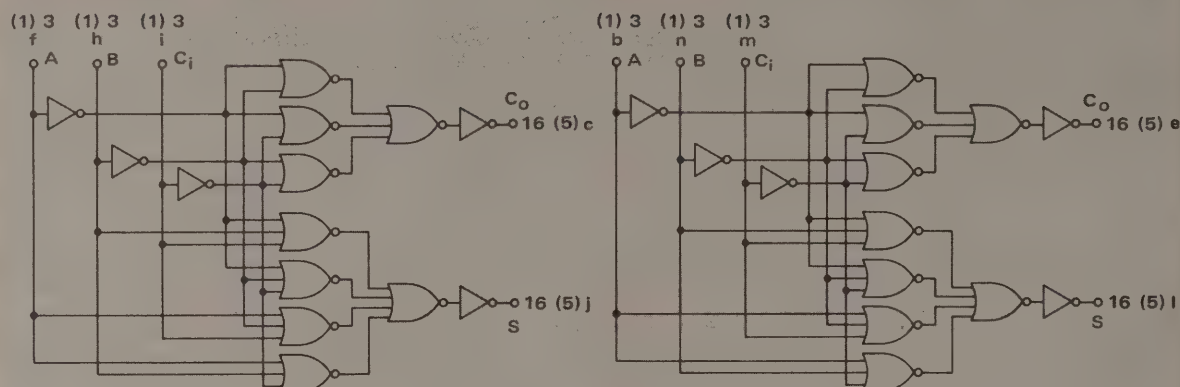 (1) 3 (1) 3 (1) 3
f h i
A B Ci
Co
16 (5) c
16 (5) j
S
(1) 3 (1) 3 (1) 3
b n m
A B Ci
Co
16 (5) e
16 (5) l
S